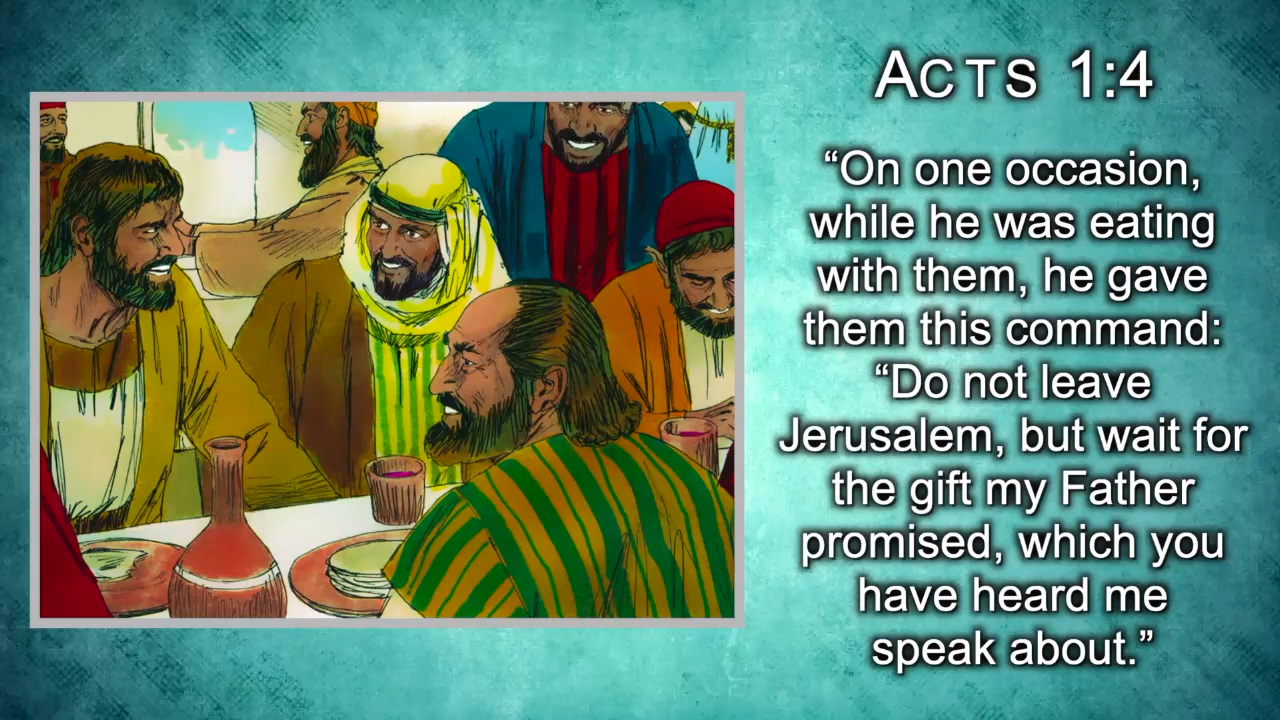 ACTS 1:4
“On one occasion,
while he was eating
with them, he gave
them this command:
“Do not leave
Jerusalem, but wait for
the gift my Father
promised, which you
have heard me
speak about.”